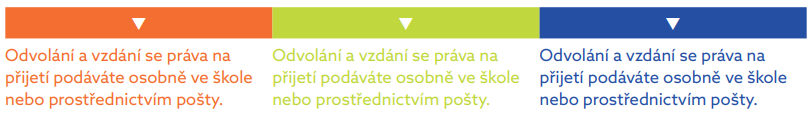 Odvolání a vzdání se práva na
přijetí podáváte osobně ve škole
nebo prostřednictvím pošty.
Odvolání a vzdání se práva na
přijetí podáváte osobně ve škole
nebo prostřednictvím pošty.
Odvolání a vzdání se práva na
přijetí podáváte osobně ve škole
nebo prostřednictvím pošty.